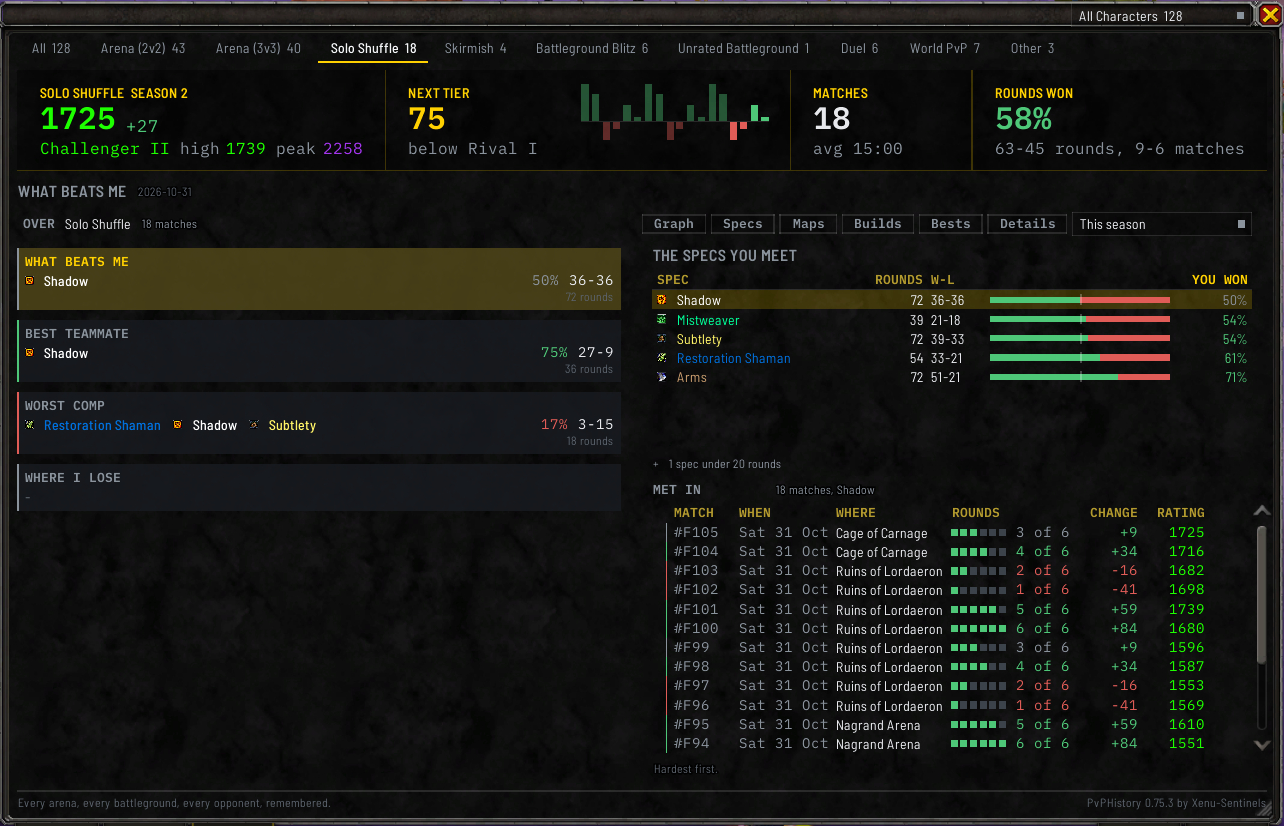 All Characters 128
All 128 Arena (2v2) 43 Arena (3v3) 40 Solo Shuffle 18 Skirmish 4 Battleground Blitz 6 Unrated Battleground 1 Duel 6 World PvP 7 Other 3
SOLO SHUFFLE SEASON 2 NEXT TIER MATCHES ROUNDS WON
1725 +27 75 18 58%
Challenger II high 1739 peak 2258 below Rival I avg 15:00 63-45 rounds, 9-6 matches
WHAT BEATS ME 2026-10-31
OVER Solo Shuffle 18 matches
WHAT BEATS ME
Shadow 50% 36-36
72 rounds
BEST TEAMMATE
Shadow 75% 27-9
36 rounds
WORST COMP
Restoration Shaman Shadow Subtlety 17% 3-15
18 rounds
WHERE I LOSE
-
Graph Specs Maps Builds Bests Details This season
THE SPECS YOU MEET
SPEC ROUNDS W-L YOU WON
Shadow 72 36-36 50%
Mistweaver 39 21-18 54%
Subtlety 72 39-33 54%
Restoration Shaman 54 33-21 61%
Arms 72 51-21 71%
+ 1 spec under 20 rounds
MET IN 18 matches, Shadow
MATCH WHEN WHERE ROUNDS CHANGE RATING
#F105 Sat 31 Oct Cage of Carnage 3 of 6 +9 1725
#F104 Sat 31 Oct Cage of Carnage 4 of 6 +34 1716
#F103 Sat 31 Oct Ruins of Lordaeron 2 of 6 -16 1682
#F102 Sat 31 Oct Ruins of Lordaeron 1 of 6 -41 1698
#F101 Sat 31 Oct Ruins of Lordaeron 5 of 6 +59 1739
#F100 Sat 31 Oct Ruins of Lordaeron 6 of 6 +84 1680
#F99 Sat 31 Oct Ruins of Lordaeron 3 of 6 +9 1596
#F98 Sat 31 Oct Ruins of Lordaeron 4 of 6 +34 1587
#F97 Sat 31 Oct Ruins of Lordaeron 2 of 6 -16 1553
#F96 Sat 31 Oct Ruins of Lordaeron 1 of 6 -41 1569
#F95 Sat 31 Oct Nagrand Arena 5 of 6 +59 1610
#F94 Sat 31 Oct Nagrand Arena 6 of 6 +84 1551
Hardest first.
Every arena, every battleground, every opponent, remembered. PvPHistory 0.75.3 by Xenu-Sentinels